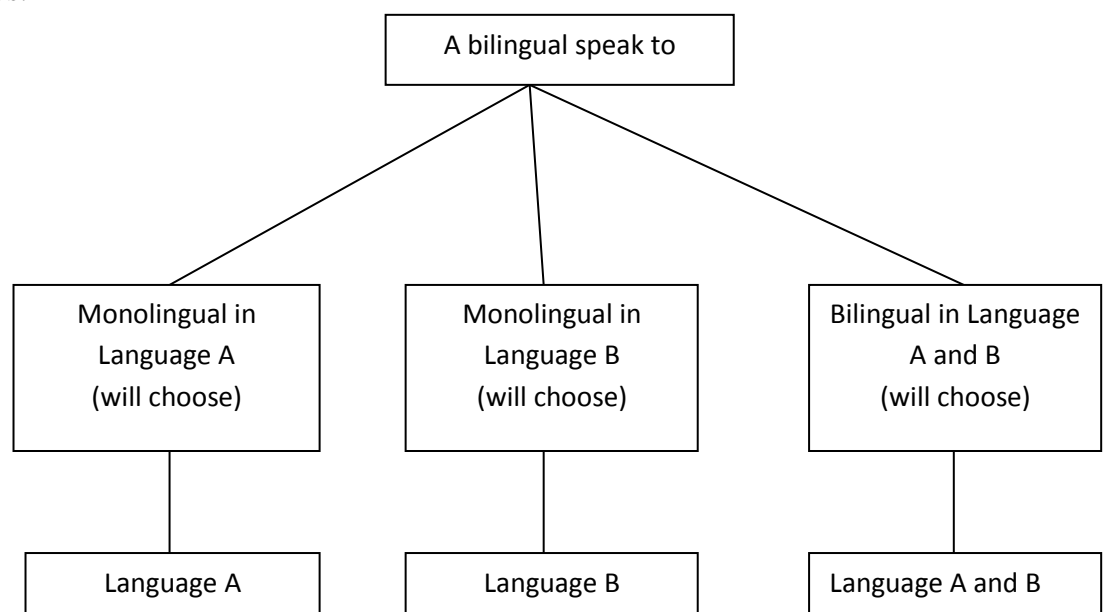 A bilingual speak to
Monolingual in
Language A
(will choose)
Monolingual in
Language B
(will choose)
Bilingual in Language
A and B
(will choose)
Language A
Language B
Language A and B